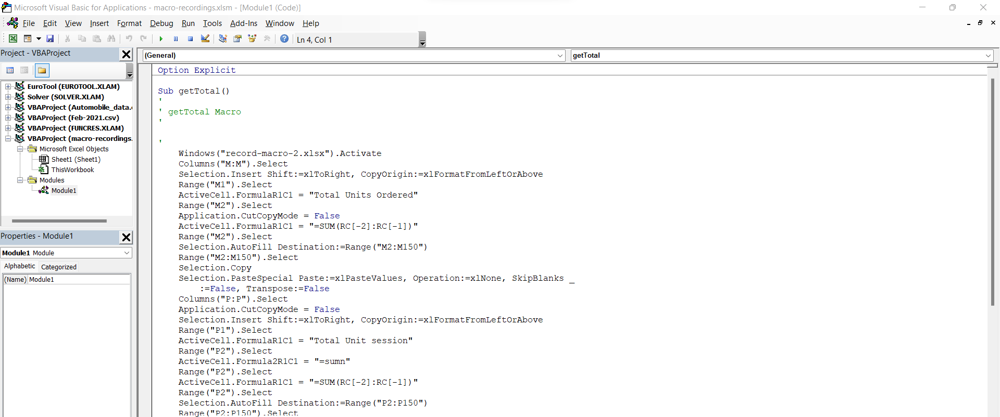 Microsoft Visual Basic for Applications - macro-recordings.xlsm - [Module1 (Code)]
File Edit View Insert Format Debug Run Tools Add-Ins Window Help
Ln 4, Col 1
Project - VBAProject
(General)
getTotal
EuroTool (EUROTOOL.XLAM)
Solver (SOLVER.XLAM)
VBAProject (Automobile_data.
VBAProject (Feb-2021.csv)
VBAProject (FUNCRES.XLAM)
VBAProject (macro-recordings.
Microsoft Excel Objects
Sheet1 (Sheet1)
ThisWorkbook
Modules
Module1
Properties - Module1
Module1 Module
Alphabetic Categorized
(Name) Module1
Option Explicit
Sub getTotal()
'
' getTotal Macro
'
'
Windows("record-macro-2.xlsx").Activate
Columns("M:M").Select
Selection.Insert Shift:=xlToRight, CopyOrigin:=xlFormatFromLeftOrAbove
Range("M1").Select
ActiveCell.FormulaR1C1 = "Total Units Ordered"
Range("M2").Select
Application.CutCopyMode = False
ActiveCell.FormulaR1C1 = "=SUM(RC[-2]:RC[-1])"
Range("M2").Select
Selection.AutoFill Destination:=Range("M2:M150")
Range("M2:M150").Select
Selection.Copy
Selection.PasteSpecial Paste:=xlPasteValues, Operation:=xlNone, SkipBlanks _
:=False, Transpose:=False
Columns("P:P").Select
Application.CutCopyMode = False
Selection.Insert Shift:=xlToRight, CopyOrigin:=xlFormatFromLeftOrAbove
Range("P1").Select
ActiveCell.FormulaR1C1 = "Total Unit session"
Range("P2").Select
ActiveCell.Formula2R1C1 = "=sumn"
Range("P2").Select
ActiveCell.FormulaR1C1 = "=SUM(RC[-2]:RC[-1])"
Range("P2").Select
Selection.AutoFill Destination:=Range("P2:P150")
Range("P2:P150").Select